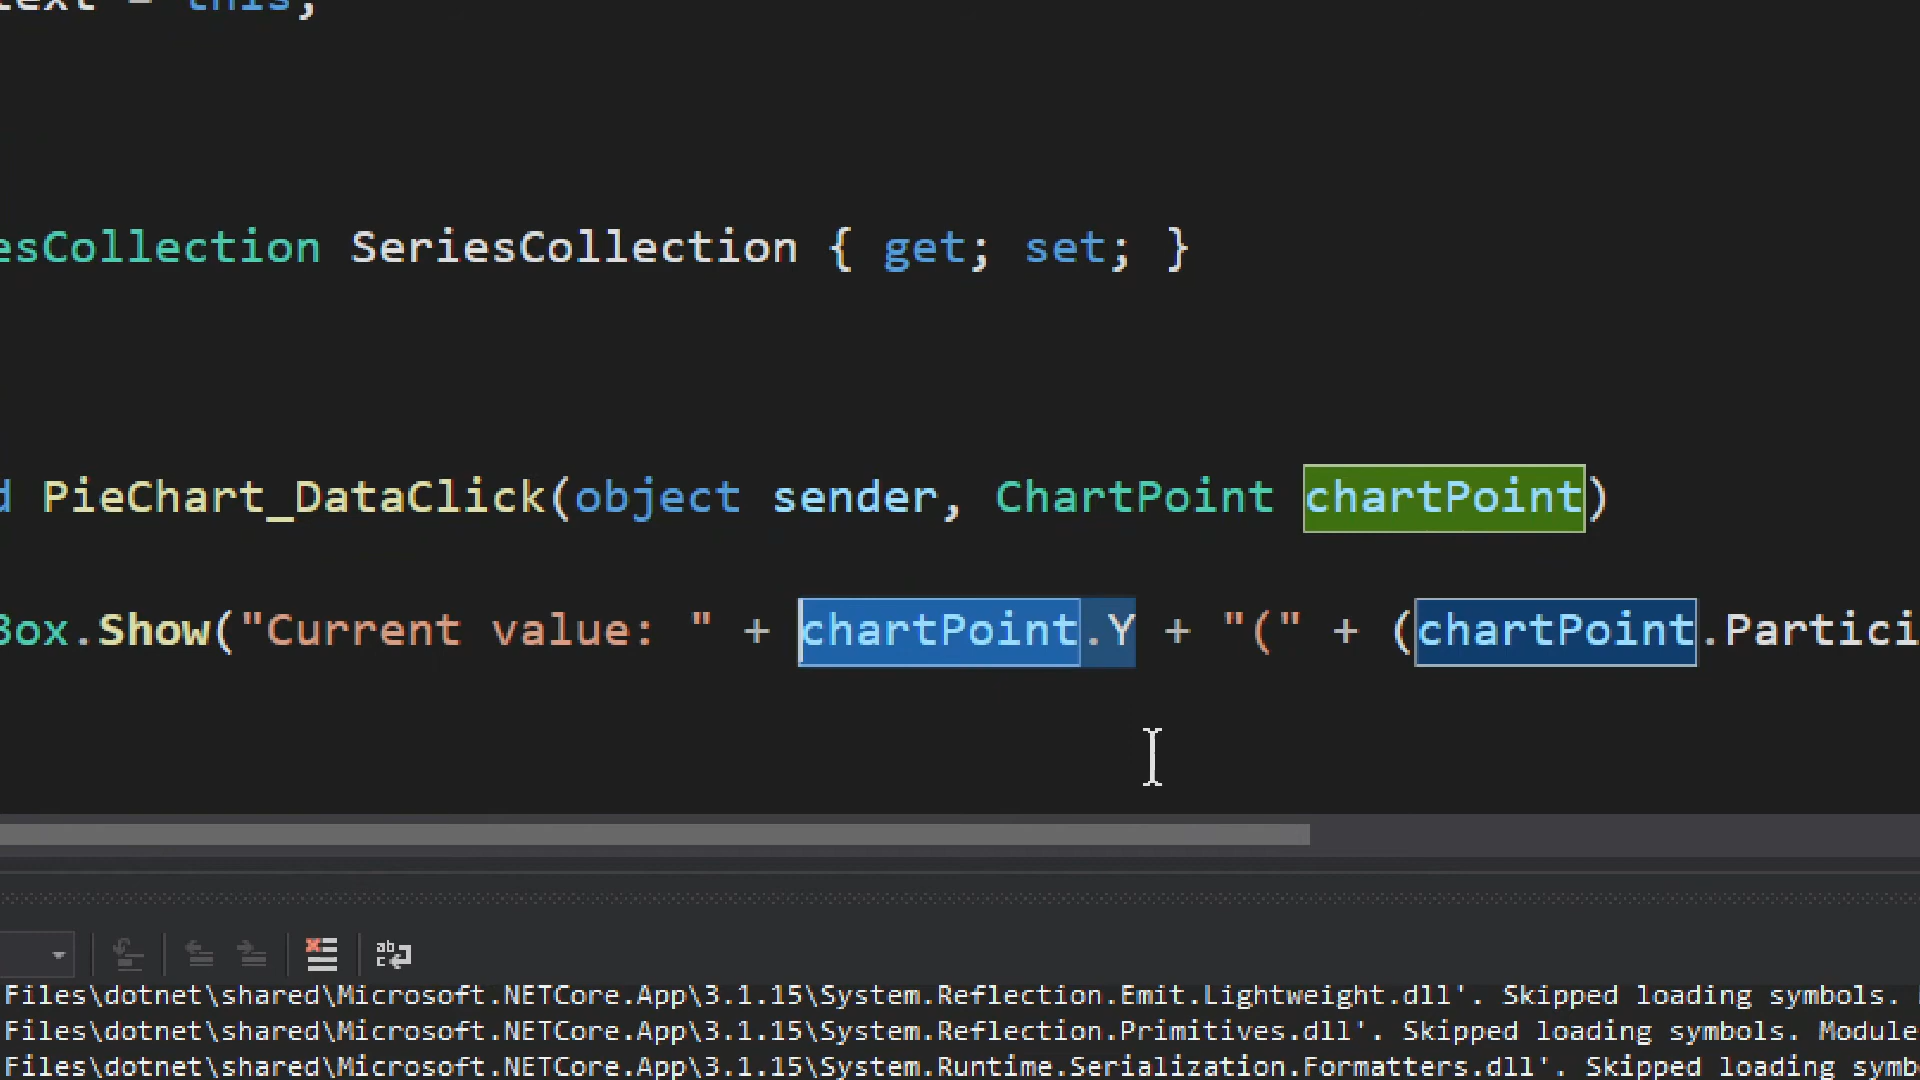 = this;
esCollection SeriesCollection { get; set; }
d PieChart_DataClick(object sender, ChartPoint chartPoint)
Box.Show("Current value: " + chartPoint.Y + "(" + (chartPoint.Partici
Files\dotnet\shared\Microsoft.NETCore.App\3.1.15\System.Reflection.Emit.Lightweight.dll'. Skipped loading symbols.
Files\dotnet\shared\Microsoft.NETCore.App\3.1.15\System.Reflection.Primitives.dll'. Skipped loading symbols. Module
Files\dotnet\shared\Microsoft.NETCore.App\3.1.15\System.Runtime.Serialization.Formatters.dll'. Skipped loading symb